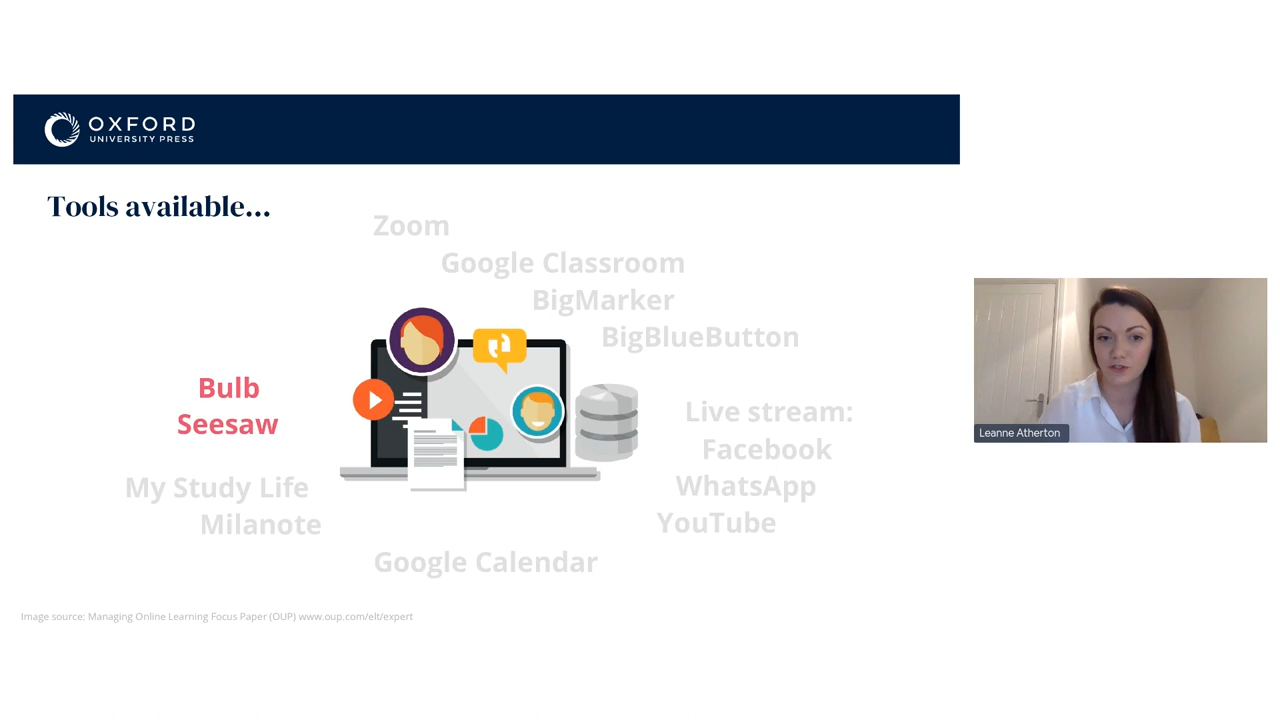 OXFORD
UNIVERSITY PRESS
Tools available...
Zoom
Google Classroom
BigMarker
BigBlueButton
Bulb
Seesaw
Live stream:
Facebook
WhatsApp
YouTube
My Study Life
Milanote
Google Calendar
Leanne Atherton
Image source: Managing Online Learning Focus Paper (OUP) www.oup.com/elt/expert